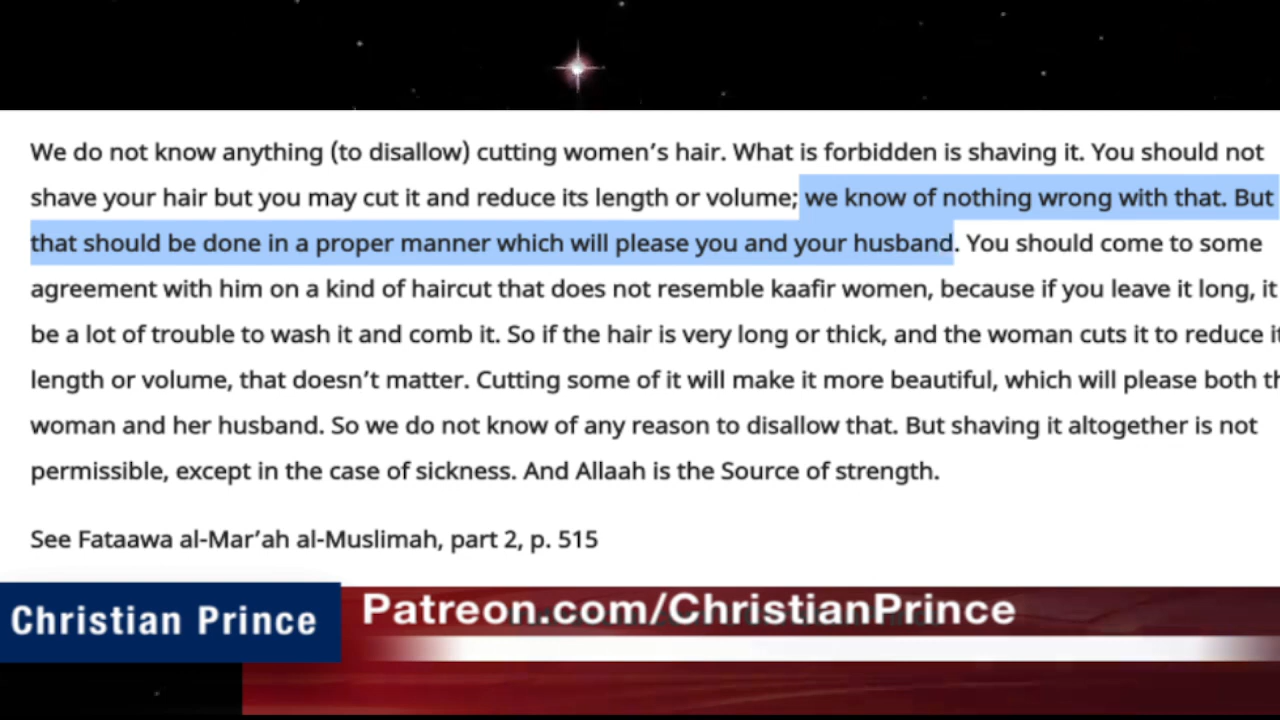 We do not know anything (to disallow) cutting women's hair. What is forbidden is shaving it. You should not
shave your hair but you may cut it and reduce its length or volume; we know of nothing wrong with that. But
that should be done in a proper manner which will please you and your husband. You should come to some
agreement with him on a kind of haircut that does not resemble kaafir women, because if you leave it long, it
be a lot of trouble to wash it and comb it. So if the hair is very long or thick, and the woman cuts it to reduce
length or volume, that doesn't matter. Cutting some of it will make it more beautiful, which will please both
woman and her husband. So we do not know of any reason to disallow that. But shaving it altogether is not
permissible, except in the case of sickness. And Allaah is the Source of strength.
See Fataawa al-Mar'ah al-Muslimah, part 2, p. 515
Christian Prince
Patreon.com/ChristianPrince